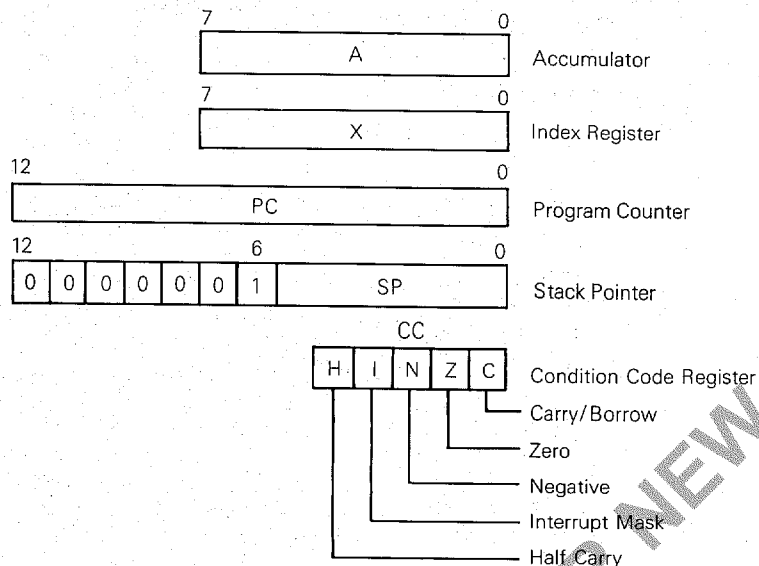 7 0
A Accumulator
7 0
X Index Register
12 0
PC Program Counter
12 6 0
0 0 0 0 0 0 1 SP Stack Pointer
CC
H I N Z C Condition Code Register
Carry/Borrow
Zero
Negative
Interrupt Mask
Half Carry
NEW